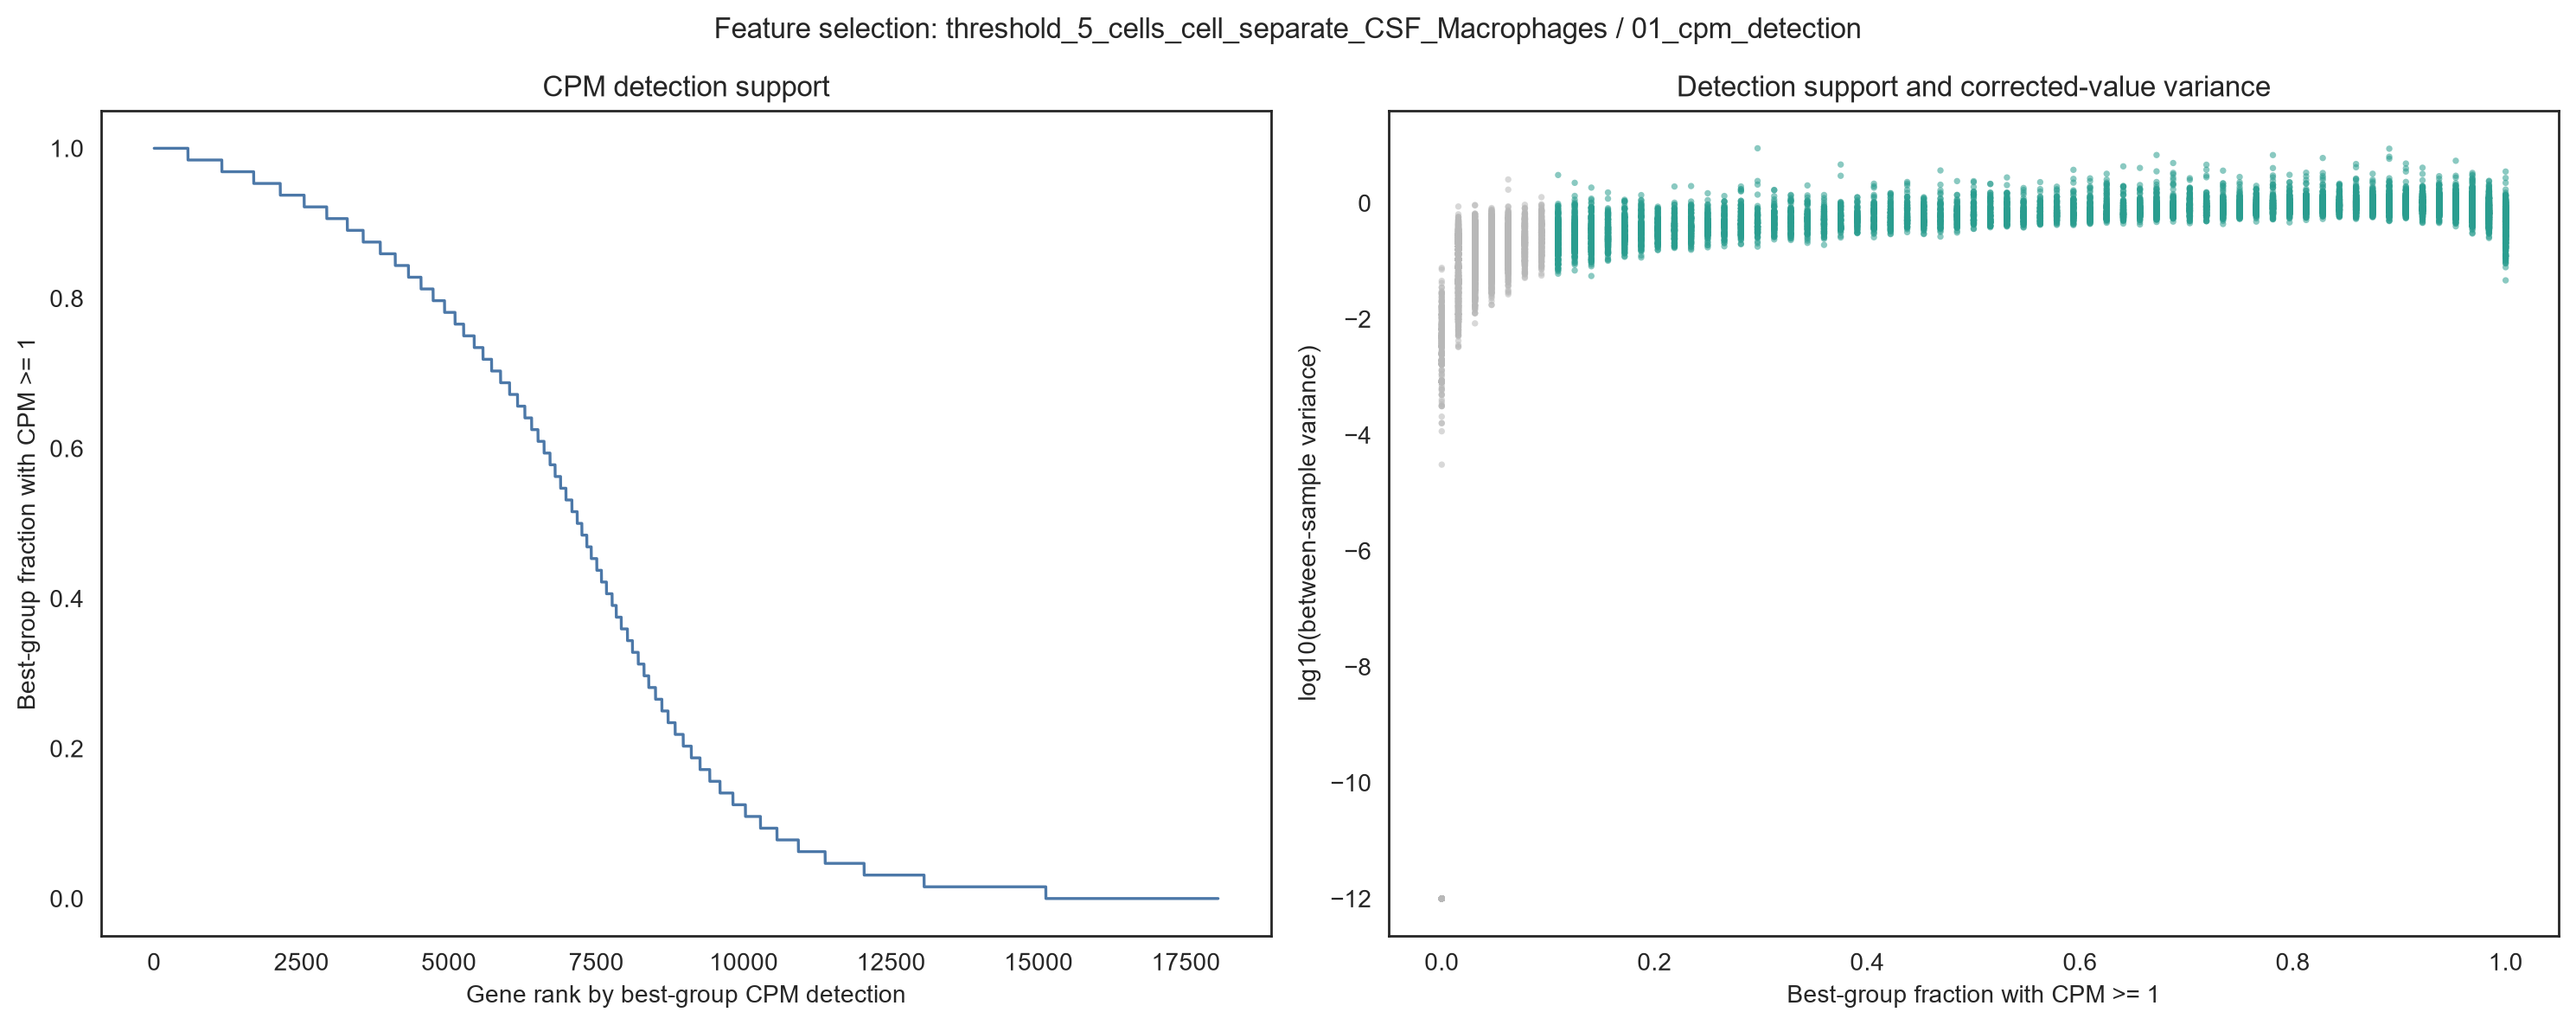 Feature selection: threshold_5_cells_cell_separate_CSF_Macrophages / 01_cpm_detection
CPM detection support
Best-group fraction with CPM >= 1
1.0
0.8
0.6
0.4
0.2
0.0
0 2500 5000 7500 10000 12500 15000 17500
Gene rank by best-group CPM detection
Detection support and corrected-value variance
log10(between-sample variance)
0
−2
−4
−6
−8
−10
−12
0.0 0.2 0.4 0.6 0.8 1.0
Best-group fraction with CPM >= 1